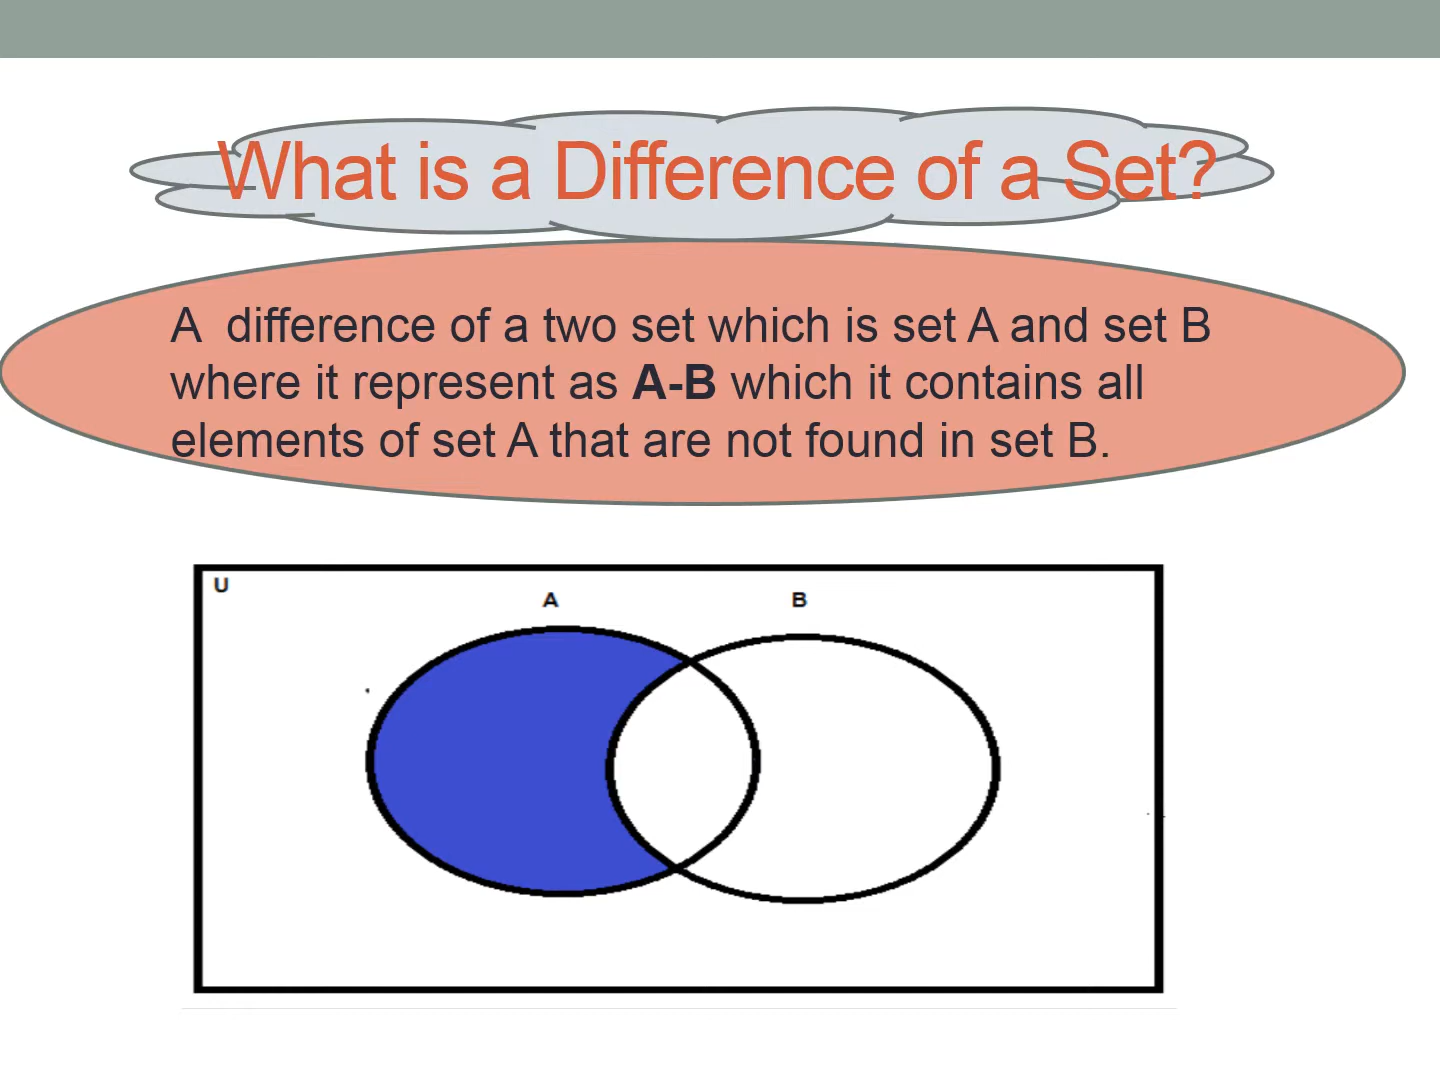 What is a Difference of a Set?
A  difference of a two set which is set A and set B
where it represent as A-B which it contains all
elements of set A that are not found in set B.
U
A
B